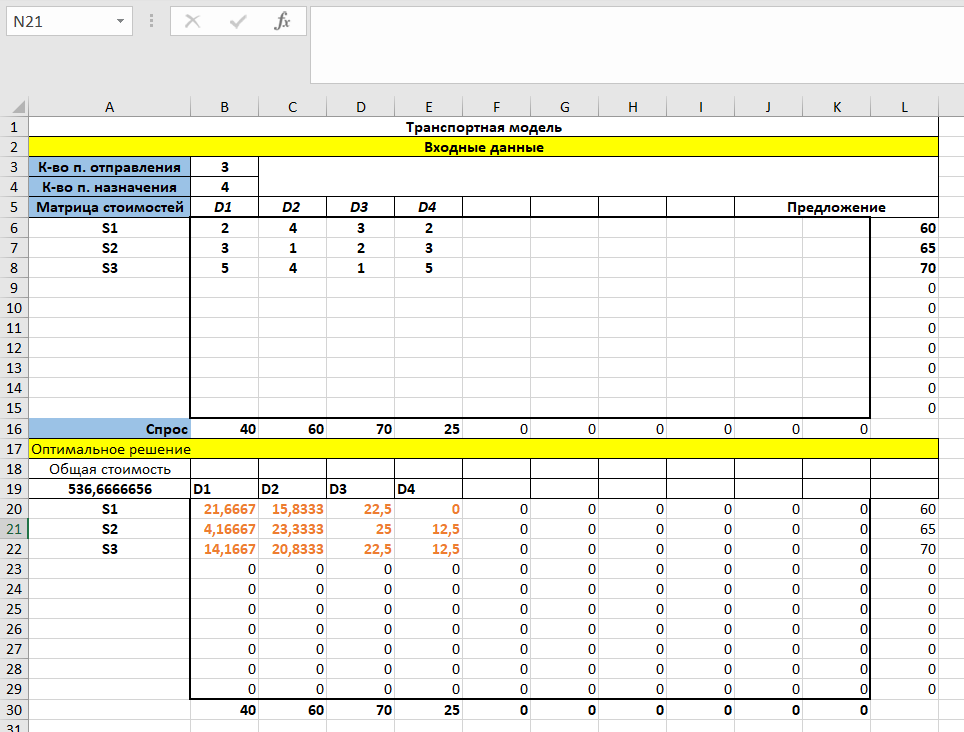 N21 fx
A B C D E F G H I J K L
1 Транспортная модель
2 Входные данные
3 К-во п. отправления 3
4 К-во п. назначения 4
5 Матрица стоимостей D1 D2 D3 D4 Предложение
6 S1 2 4 3 2 60
7 S2 3 1 2 3 65
8 S3 5 4 1 5 70
9 0
10 0
11 0
12 0
13 0
14 0
15 0
16 Спрос 40 60 70 25 0 0 0 0 0 0
17 Оптимальное решение
18 Общая стоимость
19 536,6666656 D1 D2 D3 D4
20 S1 21,6667 15,8333 22,5 0 0 0 0 0 0 0 60
21 S2 4,16667 23,3333 25 12,5 0 0 0 0 0 0 65
22 S3 14,1667 20,8333 22,5 12,5 0 0 0 0 0 0 70
23 0 0 0 0 0 0 0 0 0 0 0
24 0 0 0 0 0 0 0 0 0 0 0
25 0 0 0 0 0 0 0 0 0 0 0
26 0 0 0 0 0 0 0 0 0 0 0
27 0 0 0 0 0 0 0 0 0 0 0
28 0 0 0 0 0 0 0 0 0 0 0
29 0 0 0 0 0 0 0 0 0 0 0
30 40 60 70 25 0 0 0 0 0 0
31